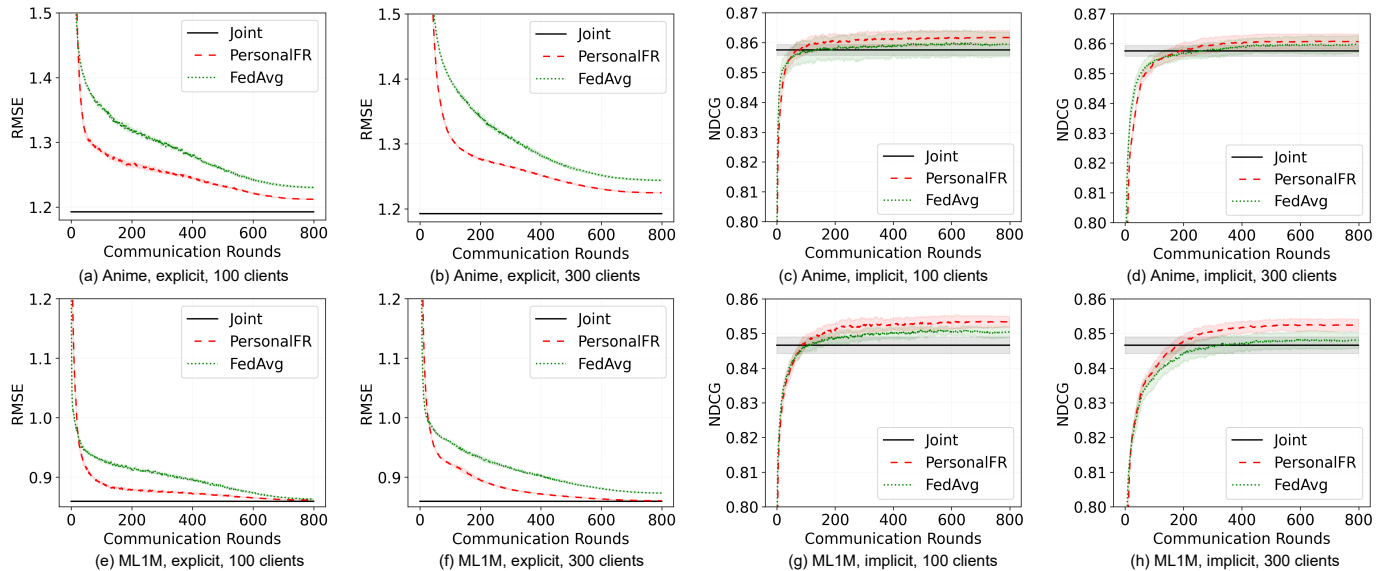 1.5
1.4
1.3
1.2
RMSE
Joint
PersonalFR
FedAvg
0 200 400 600 800
Communication Rounds
(a) Anime, explicit, 100 clients
1.5
1.4
1.3
1.2
RMSE
Joint
PersonalFR
FedAvg
0 200 400 600 800
Communication Rounds
(b) Anime, explicit, 300 clients
0.87
0.86
0.85
0.84
0.83
0.82
0.81
0.80
NDCG
Joint
PersonalFR
FedAvg
0 200 400 600 800
Communication Rounds
(c) Anime, implicit, 100 clients
0.87
0.86
0.85
0.84
0.83
0.82
0.81
0.80
NDCG
Joint
PersonalFR
FedAvg
0 200 400 600 800
Communication Rounds
(d) Anime, implicit, 300 clients
1.2
1.1
1.0
0.9
RMSE
Joint
PersonalFR
FedAvg
0 200 400 600 800
Communication Rounds
(e) ML1M, explicit, 100 clients
1.2
1.1
1.0
0.9
RMSE
Joint
PersonalFR
FedAvg
0 200 400 600 800
Communication Rounds
(f) ML1M, explicit, 300 clients
0.86
0.85
0.84
0.83
0.82
0.81
0.80
NDCG
Joint
PersonalFR
FedAvg
0 200 400 600 800
Communication Rounds
(g) ML1M, implicit, 100 clients
0.86
0.85
0.84
0.83
0.82
0.81
0.80
NDCG
Joint
PersonalFR
FedAvg
0 200 400 600 800
Communication Rounds
(h) ML1M, implicit, 300 clients